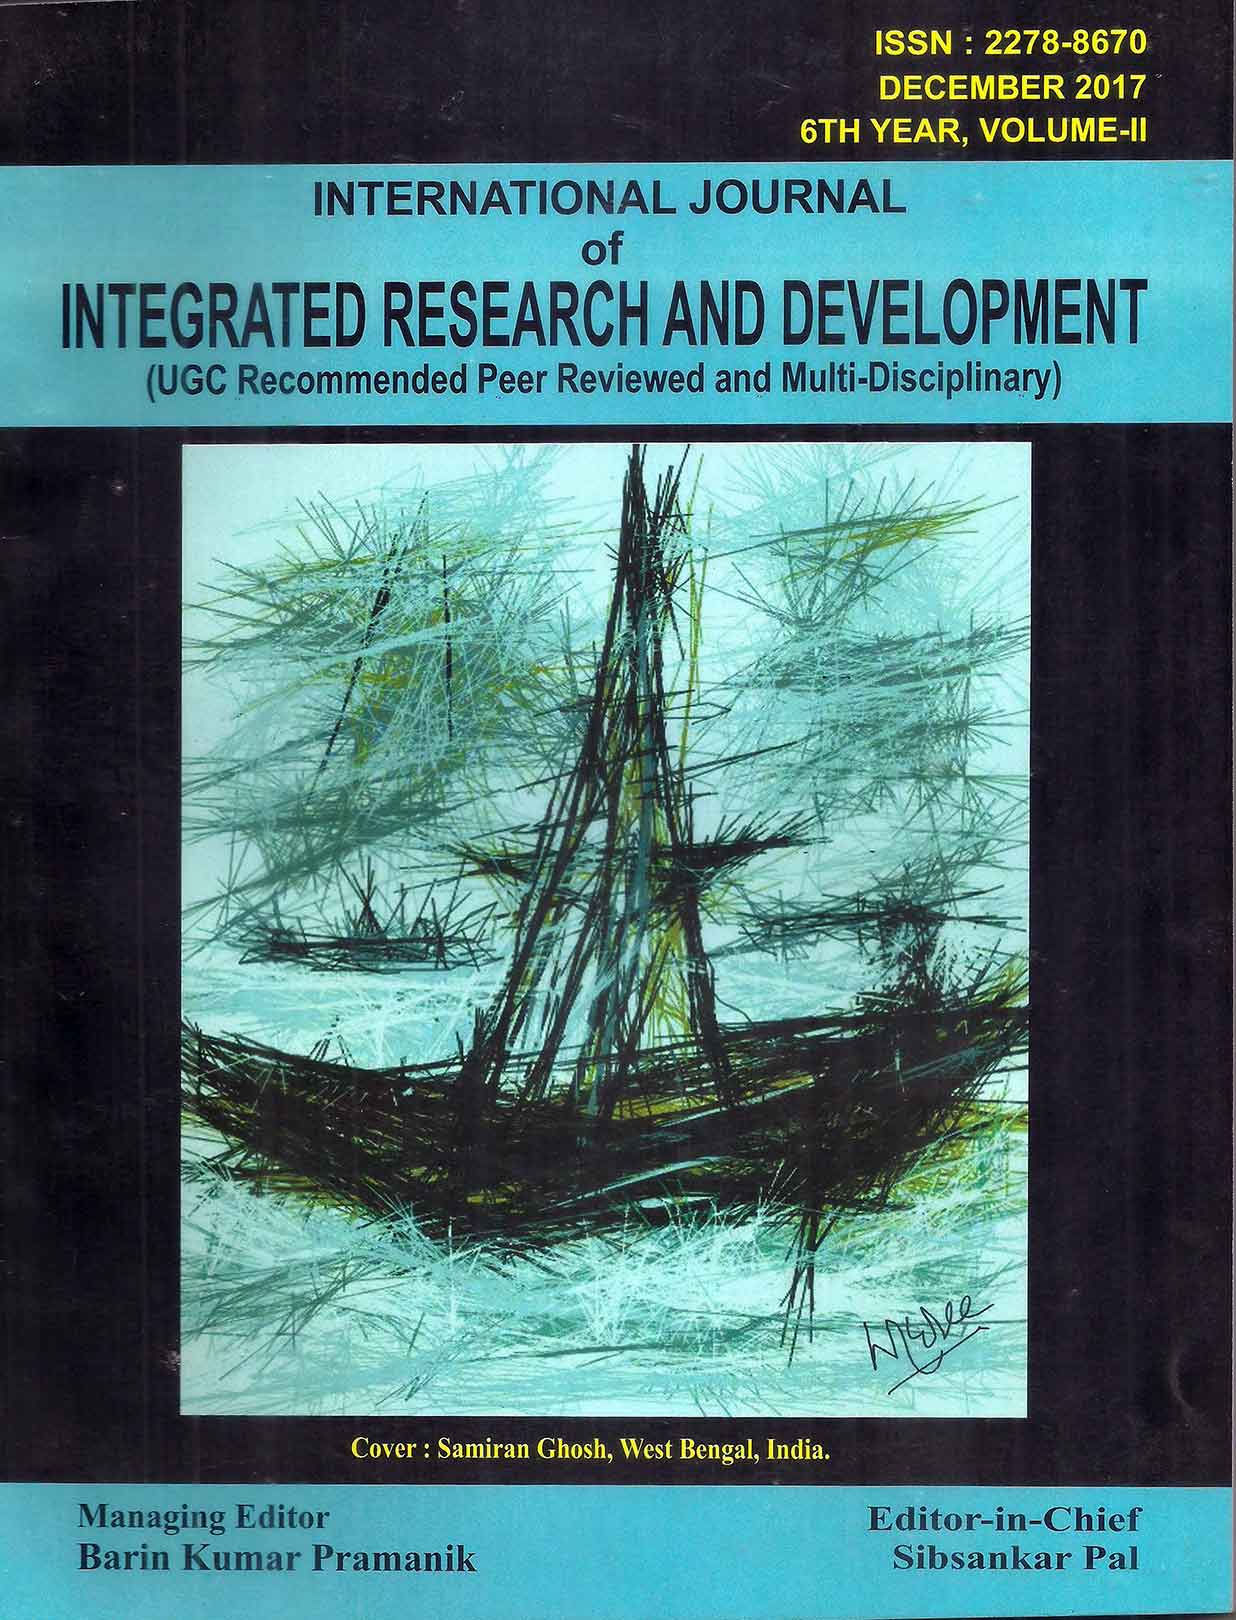 ISSN : 2278-8670
DECEMBER 2017
6TH YEAR, VOLUME-II
INTERNATIONAL JOURNAL
of
INTEGRATED RESEARCH AND DEVELOPMENT
(UGC Recommended Peer Reviewed and Multi-Disciplinary)
Cover : Samiran Ghosh, West Bengal, India.
Managing Editor
Barin Kumar Pramanik
Editor-in-Chief
Sibsankar Pal